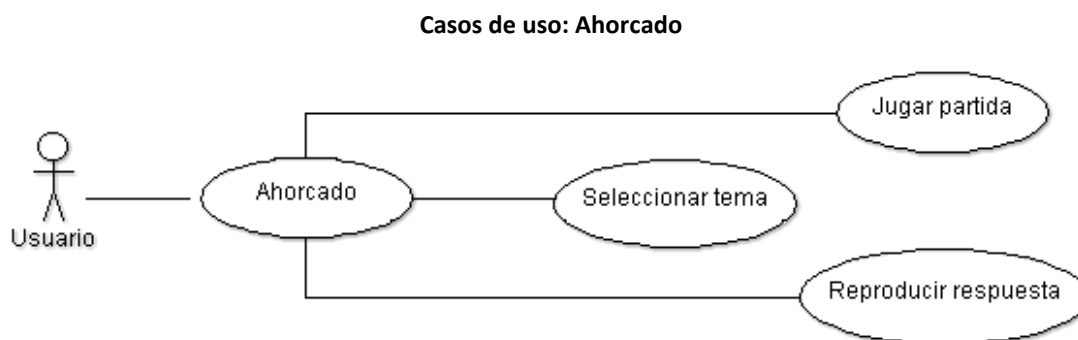 Casos de uso: Ahorcado
Jugar partida
Ahorcado
Seleccionar tema
Usuario
Reproducir respuesta